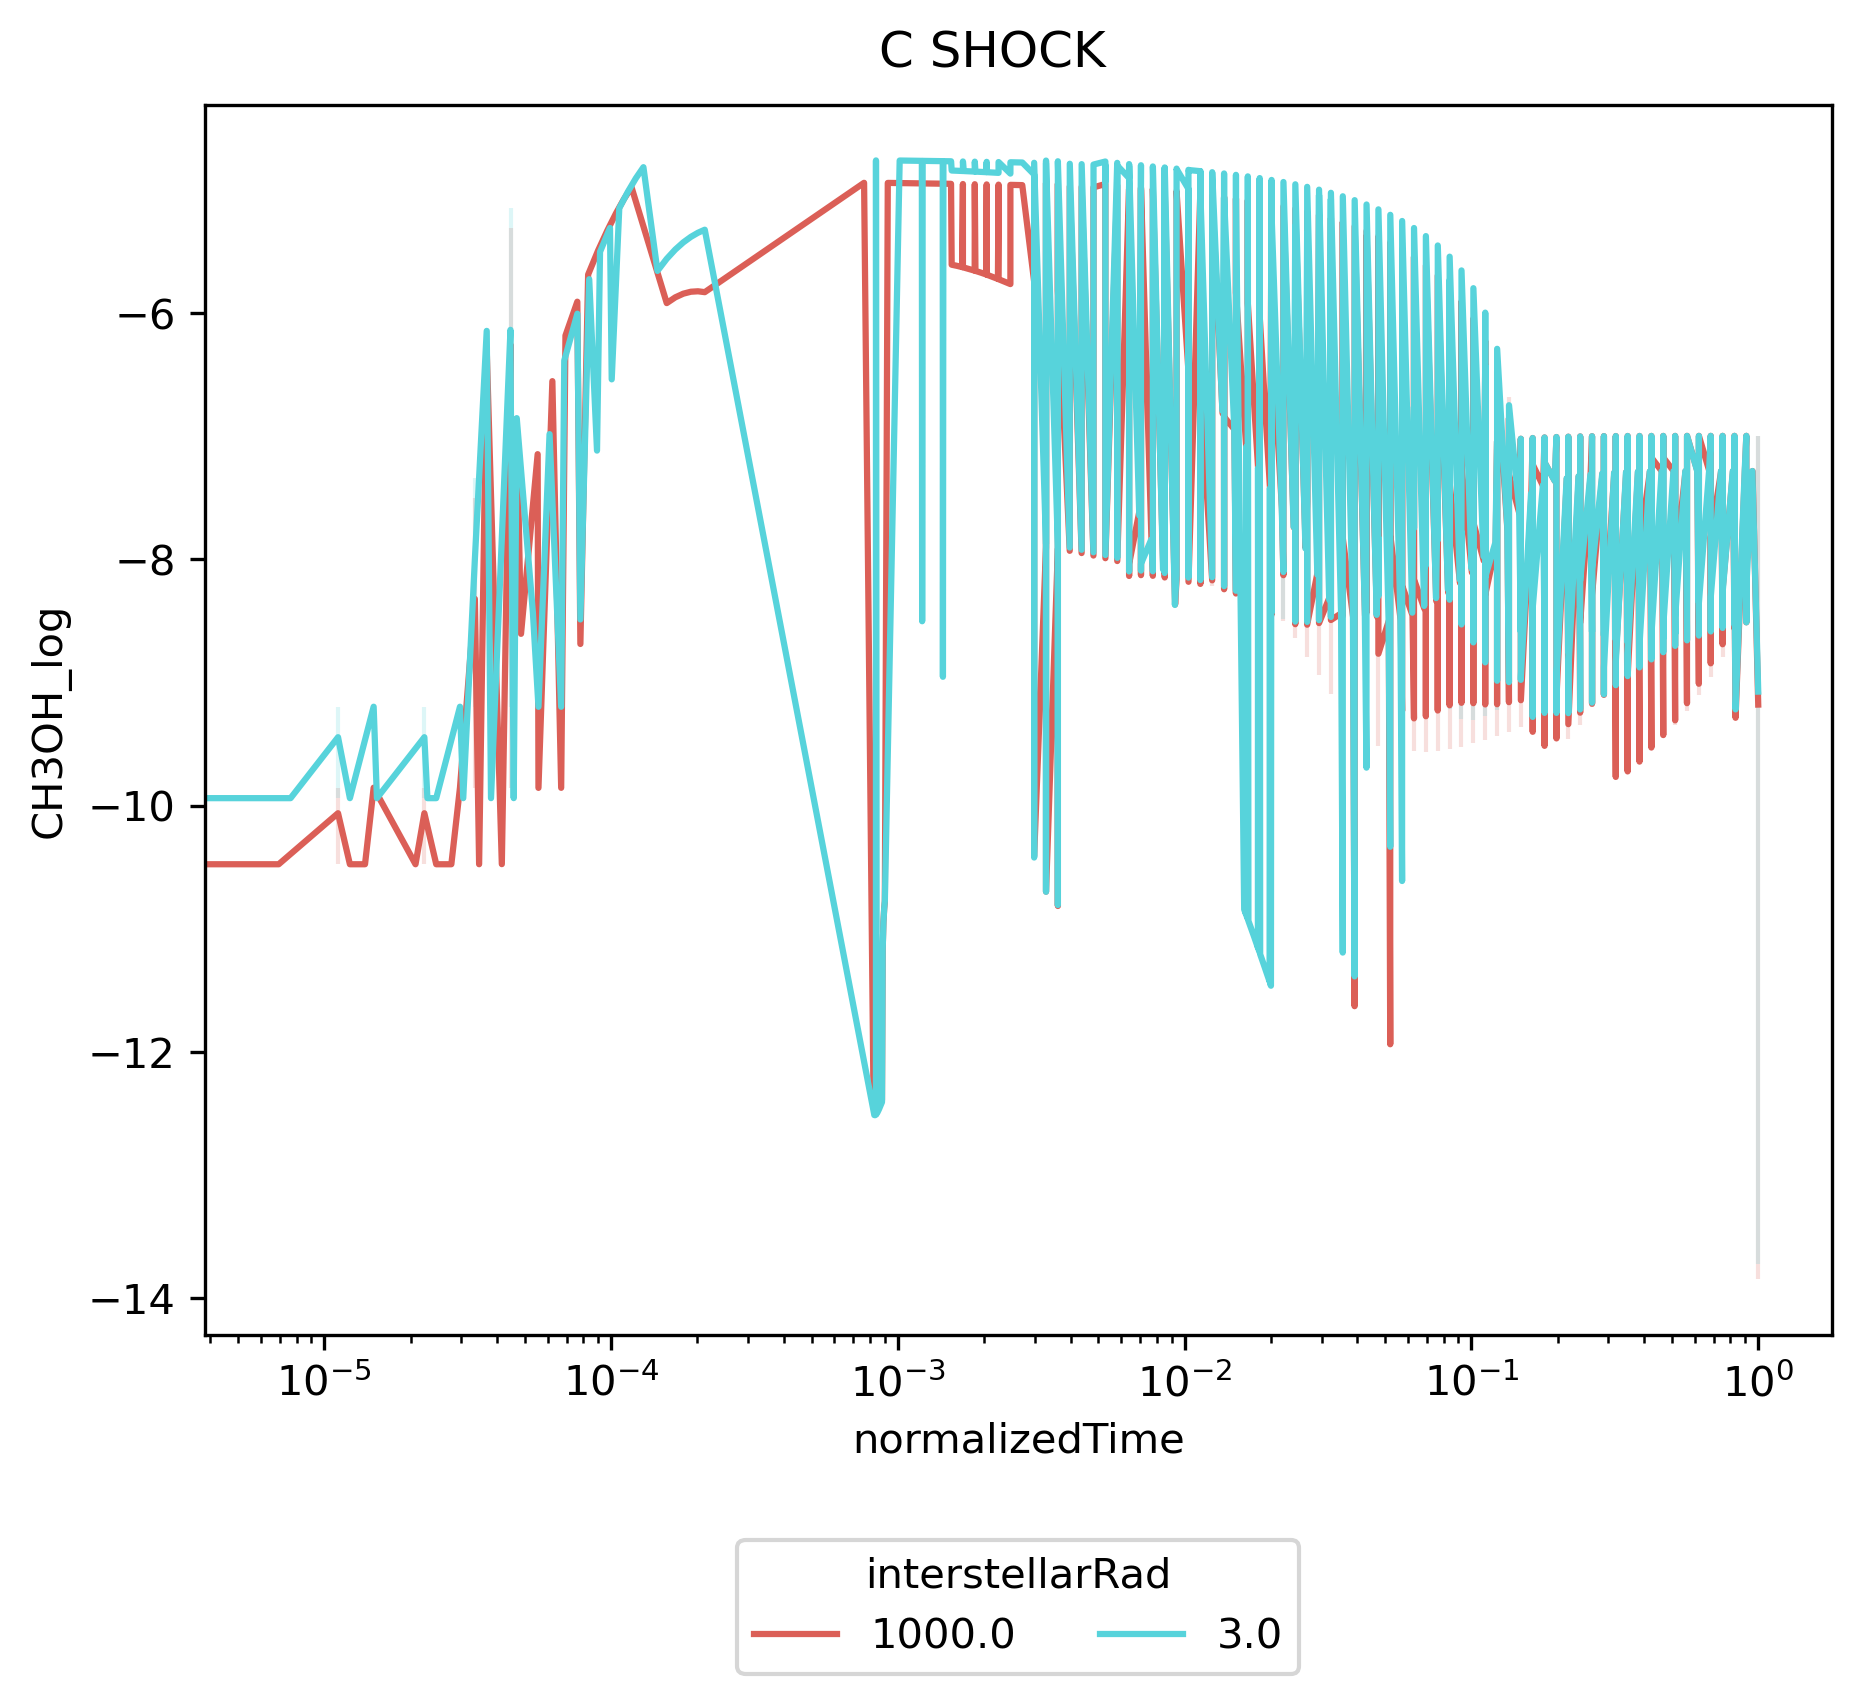 C SHOCK
CH3OH_log
−6
−8
−10
−12
−14
10⁻⁵ 10⁻⁴ 10⁻³ 10⁻² 10⁻¹ 10⁰
normalizedTime
interstellarRad
1000.0 3.0